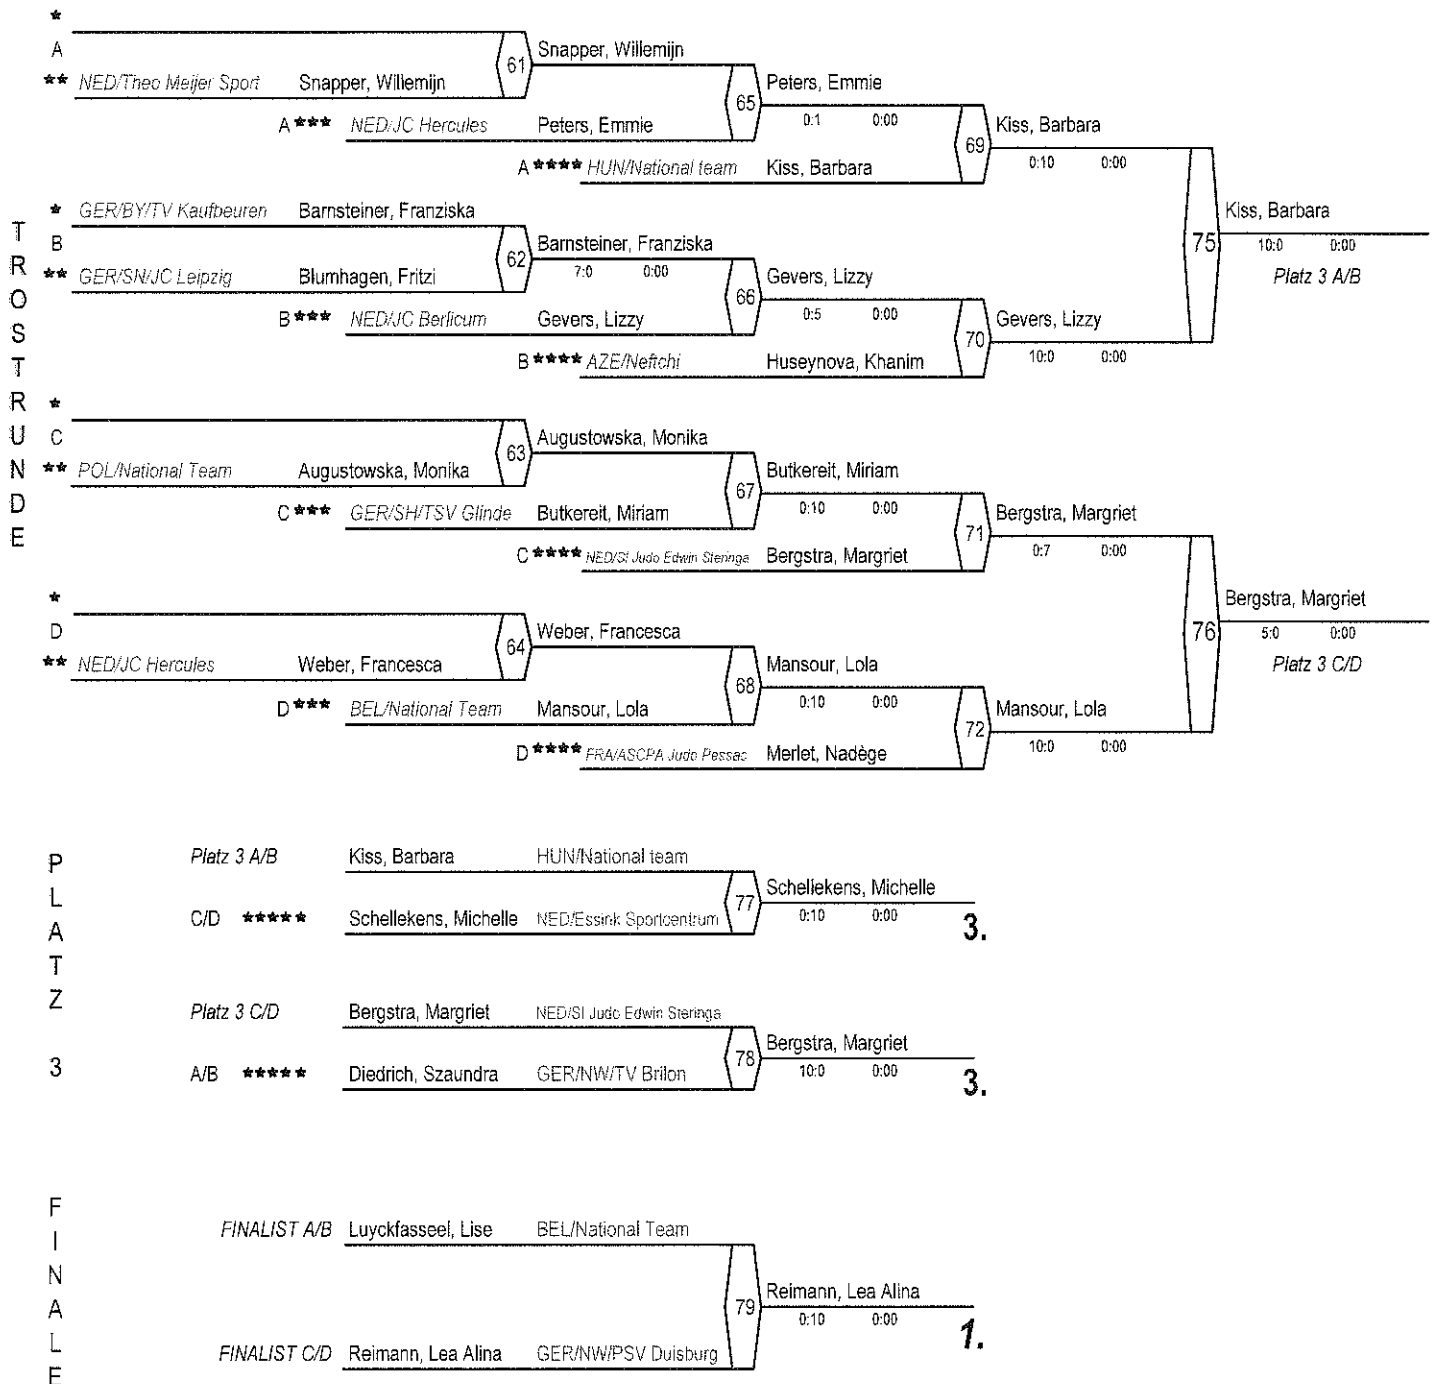 *
A
Snapper, Willemijn
61
** NED/Theo Meijer Sport Snapper, Willemijn
Peters, Emmie
65
0:1 0:00
A *** NED/JC Hercules Peters, Emmie
Kiss, Barbara
69
0:10 0:00
A **** HUN/National team Kiss, Barbara
* GER/BY/TV Kaufbeuren Barnsteiner, Franziska
Kiss, Barbara
75
10:0 0:00
Platz 3 A/B
B
Barnsteiner, Franziska
62
7:0 0:00
** GER/SN/JC Leipzig Blumhagen, Fritzi
Gevers, Lizzy
66
0:5 0:00
B *** NED/JC Berlicum Gevers, Lizzy
Gevers, Lizzy
70
10:0 0:00
B **** AZE/Neftchi Huseynova, Khanim
TROSTRUNDE
*
C
Augustowska, Monika
63
** POL/National Team Augustowska, Monika
Butkereit, Miriam
67
0:10 0:00
C *** GER/SH/TSV Glinde Butkereit, Miriam
Bergstra, Margriet
71
0:7 0:00
C **** NED/SI Judo Edwin Steringa Bergstra, Margriet
*
Bergstra, Margriet
76
5:0 0:00
Platz 3 C/D
D
Weber, Francesca
64
** NED/JC Hercules Weber, Francesca
Mansour, Lola
68
0:10 0:00
D *** BEL/National Team Mansour, Lola
Mansour, Lola
72
10:0 0:00
D **** FRA/ASCPA Judo Pessac Merlet, Nadège
PLATZ 3
Platz 3 A/B Kiss, Barbara HUN/National team
77 Schellekens, Michelle
0:10 0:00
C/D ***** Schellekens, Michelle NED/Essink Sportcentrum
3.
Platz 3 C/D Bergstra, Margriet NED/SI Judo Edwin Steringa
78 Bergstra, Margriet
10:0 0:00
A/B ***** Diedrich, Szaundra GER/NW/TV Brilon
3.
FINALE
FINALIST A/B Luyckfasseel, Lise BEL/National Team
79 Reimann, Lea Alina
0:10 0:00
1.
FINALIST C/D Reimann, Lea Alina GER/NW/PSV Duisburg